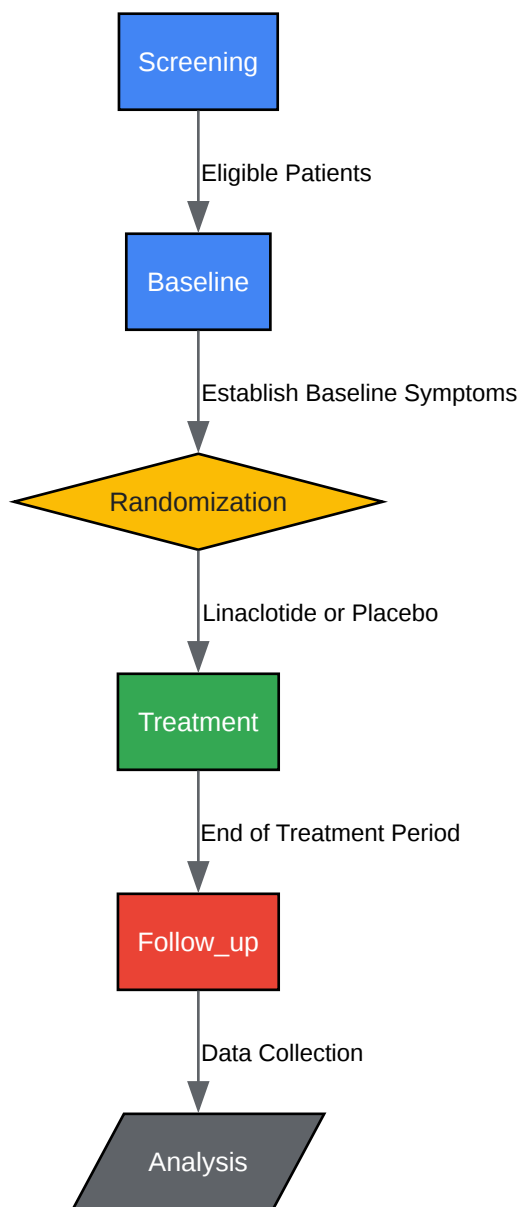 Screening
Eligible Patients
Baseline
Establish Baseline Symptoms
Randomization
Linaclotide or Placebo
Treatment
End of Treatment Period
Follow_up
Data Collection
Analysis